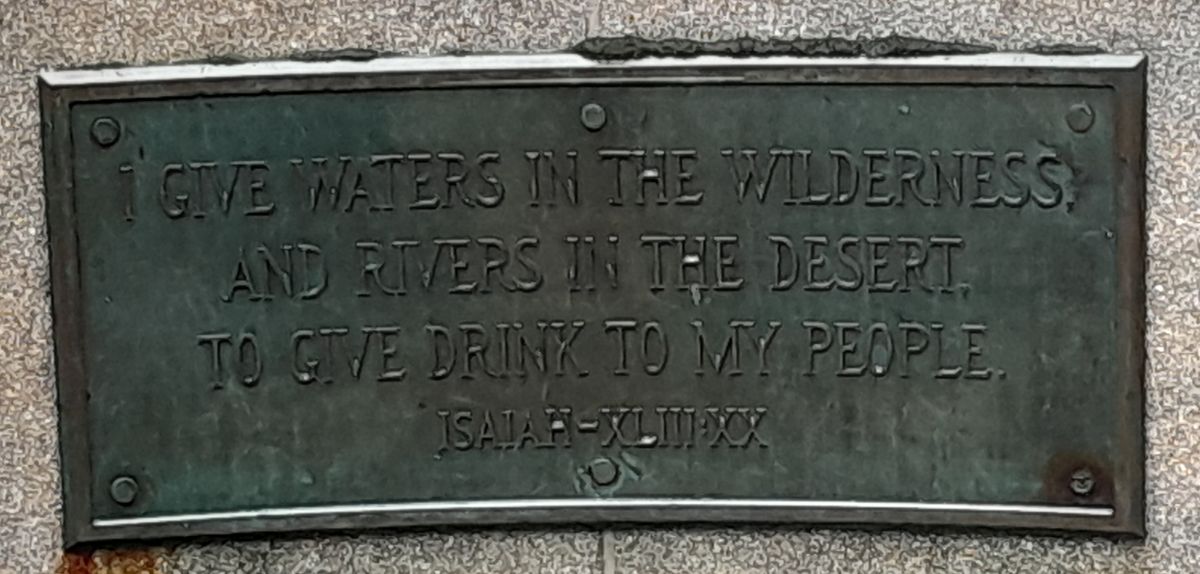 I GIVE WATERS IN THE WILDERNESS,
AND RIVERS IN THE DESERT,
TO GIVE DRINK TO MY PEOPLE.
ISAIAH-XLIII:XX